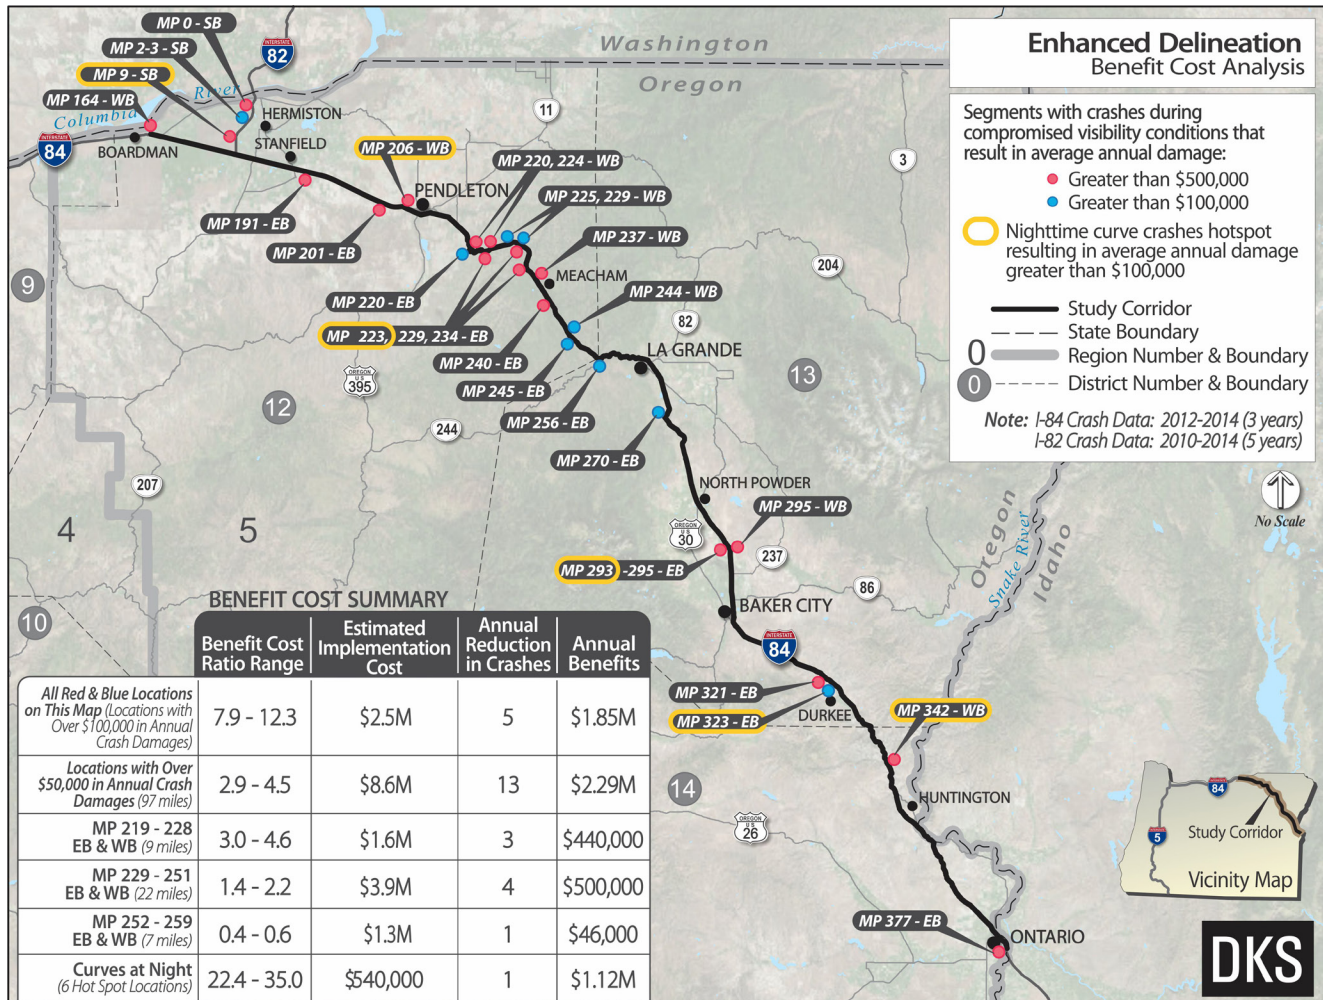 Enhanced Delineation
Benefit Cost Analysis
Segments with crashes during
compromised visibility conditions that
result in average annual damage:
Greater than $500,000
Greater than $100,000
Nighttime curve crashes hotspot
resulting in average annual damage
greater than $100,000
Study Corridor
State Boundary
0 Region Number & Boundary
0 District Number & Boundary
Note: I-84 Crash Data: 2012-2014 (3 years)
I-82 Crash Data: 2010-2014 (5 years)
No Scale
Washington
Oregon
Columbia River
MP 0 - SB
MP 2-3 - SB
MP 9 - SB
MP 164 - WB
INTERSTATE
82
INTERSTATE
84
HERMISTON
STANFIELD
BOARDMAN
11
3
MP 206 - WB
MP 220, 224 - WB
PENDLETON
MP 225, 229 - WB
MP 191 - EB
MP 201 - EB
MP 237 - WB
MEACHAM
204
9
MP 220 - EB
MP 244 - WB
MP 223, 229, 234 - EB
82
MP 240 - EB
LA GRANDE
OREGON
U S
395
MP 245 - EB
13
12
MP 256 - EB
244
MP 270 - EB
207
NORTH POWDER
4
5
MP 295 - WB
OREGON
U S
30
237
MP 293 -295 - EB
Oregon
Snake River
Idaho
86
BAKER CITY
10
INTERSTATE
84
MP 321 - EB
MP 323 - EB
DURKEE
MP 342 - WB
14
HUNTINGTON
OREGON
U S
26
MP 377 - EB
ONTARIO
84
5
Study Corridor
Vicinity Map
DKS
BENEFIT COST SUMMARY
Benefit Cost
Ratio Range
Estimated
Implementation
Cost
Annual
Reduction
in Crashes
Annual
Benefits
All Red & Blue Locations
on This Map (Locations with
Over $100,000 in Annual
Crash Damages)
7.9 - 12.3 $2.5M 5 $1.85M
Locations with Over
$50,000 in Annual Crash
Damages (97 miles)
2.9 - 4.5 $8.6M 13 $2.29M
MP 219 - 228
EB & WB (9 miles)
3.0 - 4.6 $1.6M 3 $440,000
MP 229 - 251
EB & WB (22 miles)
1.4 - 2.2 $3.9M 4 $500,000
MP 252 - 259
EB & WB (7 miles)
0.4 - 0.6 $1.3M 1 $46,000
Curves at Night
(6 Hot Spot Locations)
22.4 - 35.0 $540,000 1 $1.12M